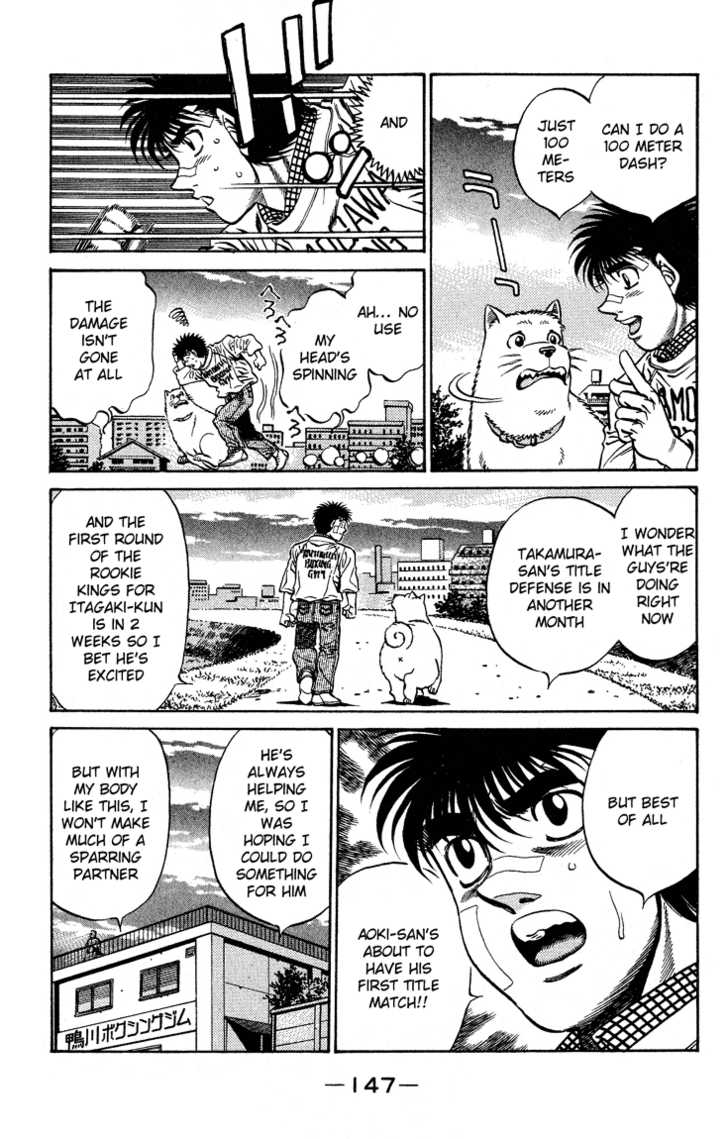 CAN I DO A
100 METER
DASH?
JUST
100
ME-
TERS
AND
AH... NO
USE
MY
HEAD'S
SPINNING
THE
DAMAGE
ISN'T
GONE
AT ALL
I WONDER
WHAT THE
GUYS'RE
DOING
RIGHT
NOW
TAKAMURA-
SAN'S TITLE
DEFENSE IS IN
ANOTHER
MONTH
BOXING
GYM
AND THE
FIRST ROUND
OF THE
ROOKIE
KINGS FOR
ITAGAKI-KUN
IS IN 2
WEEKS SO I
BET HE'S
EXCITED
BUT BEST
OF ALL
AOKI-SAN'S
ABOUT TO
HAVE HIS
FIRST TITLE
MATCH!!
HE'S
ALWAYS
HELPING
ME, SO I
WAS
HOPING I
COULD DO
SOMETHING
FOR HIM
BUT WITH
MY BODY
LIKE THIS, I
WON'T MAKE
MUCH OF A
SPARRING
PARTNER
鴨川ボクシングジム
—147—